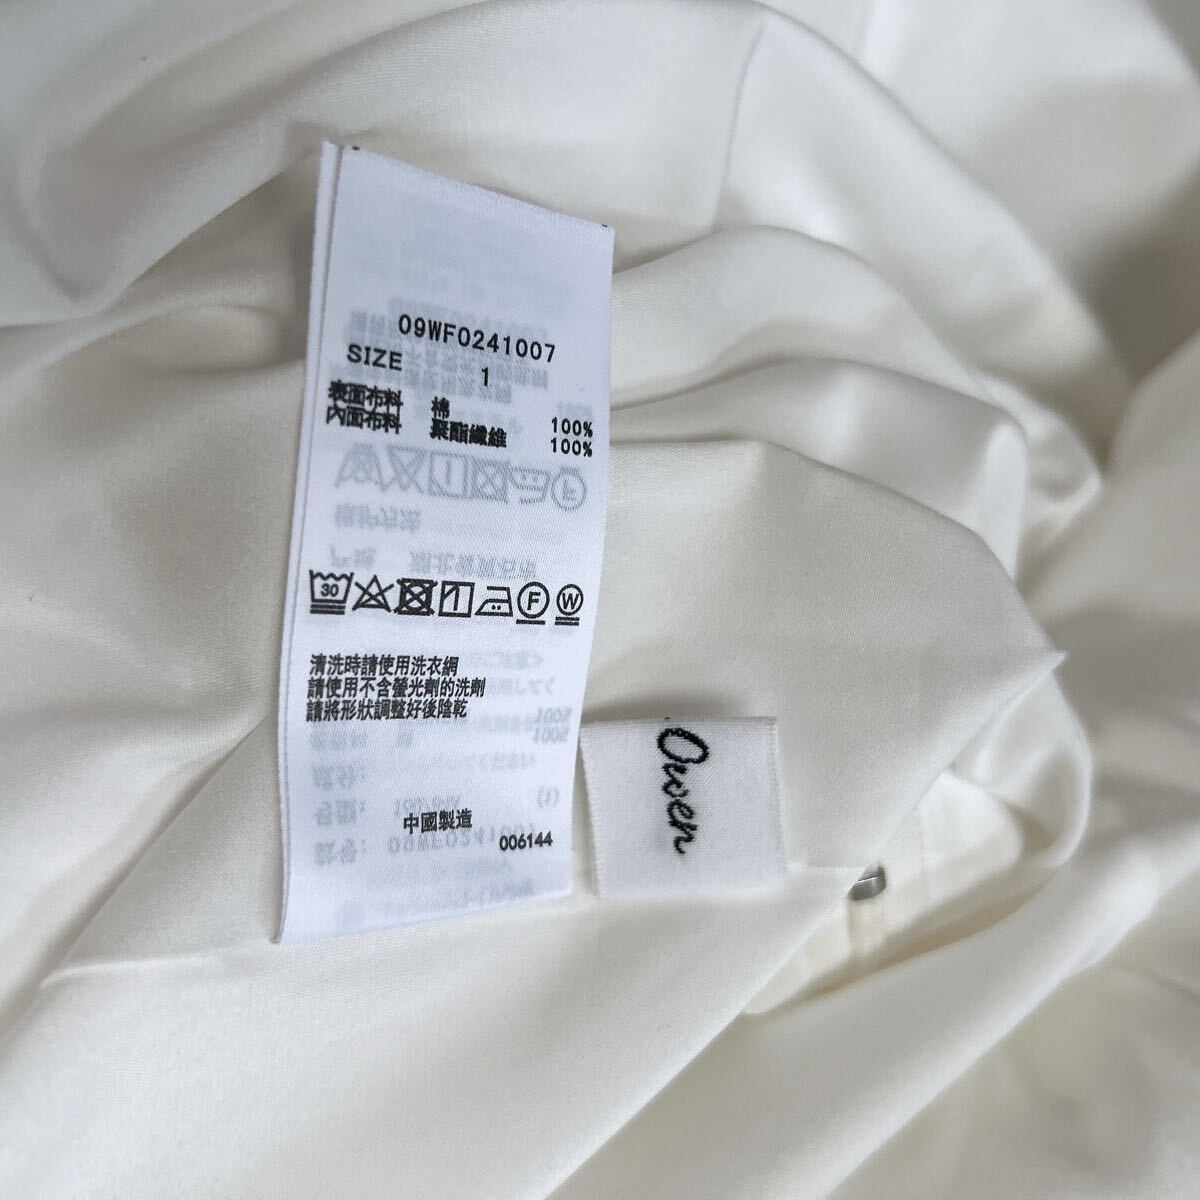 09WF0241007
SIZE 1
表面布料 棉 100%
內面布料 聚酯纖維 100%
30 F W
清洗時請使用洗衣網
請使用不含螢光劑的洗劑
請將形狀調整好後陰乾
中國製造
006144
Owen